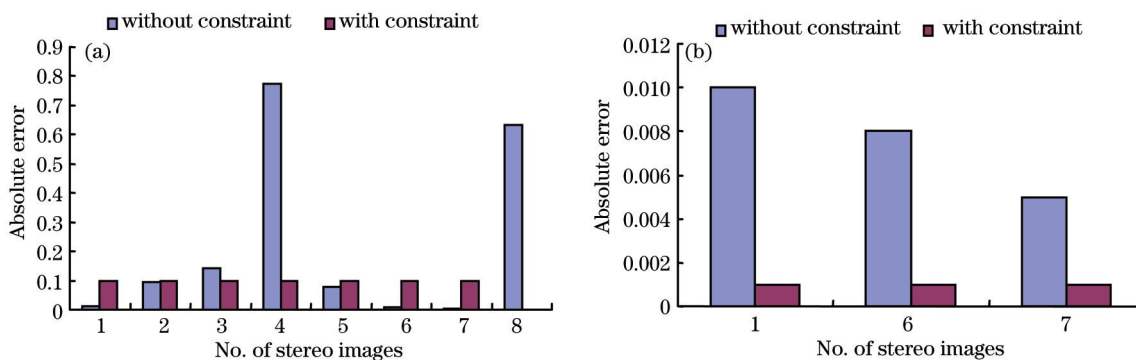 without constraint with constraint
(a)
0.9
0.8
0.7
0.6
0.5
0.4
0.3
0.2
0.1
0
Absolute error
1 2 3 4 5 6 7 8
No. of stereo images
without constraint with constraint
(b)
0.012
0.010
0.008
0.006
0.004
0.002
0
Absolute error
1 6 7
No. of stereo images